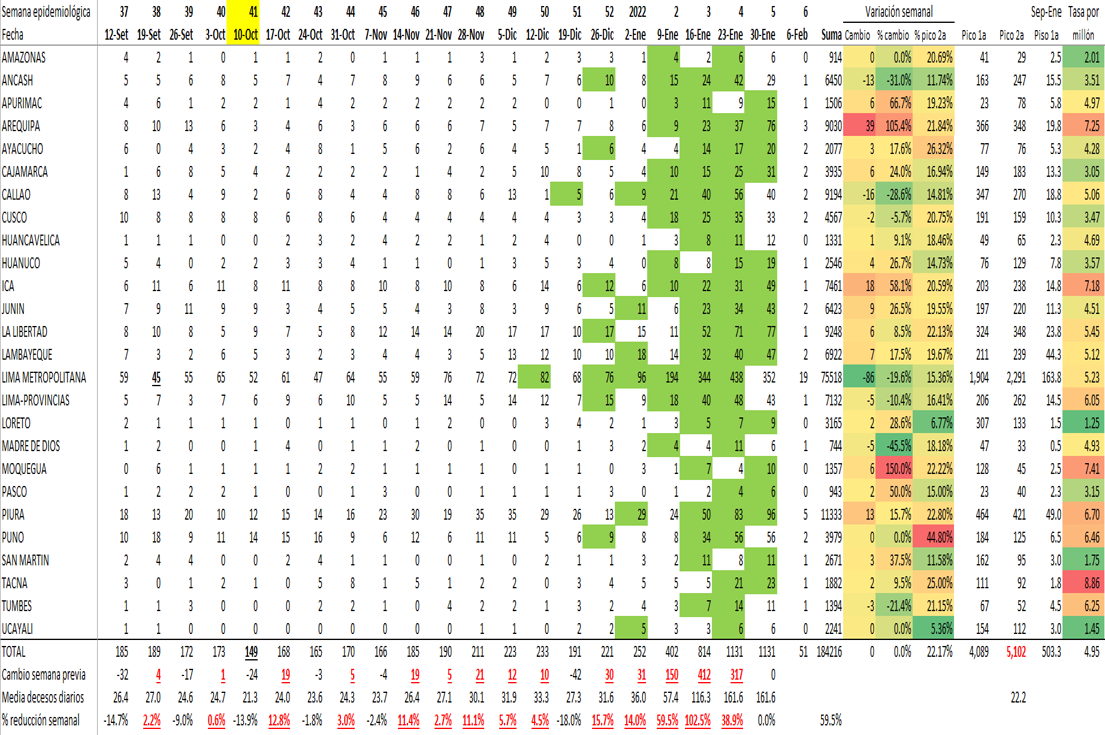 Semana epidemiológica 37 38 39 40 41 42 43 44 45 46 47 48 49 50 51 52 2022 2 3 4 5 6 Variación semanal Sep-Ene Tasa por
Fecha 12-Set 19-Set 26-Set 3-Oct 10-Oct 17-Oct 24-Oct 31-Oct 7-Nov 14-Nov 21-Nov 28-Nov 5-Dic 12-Dic 19-Dic 26-Dic 2-Ene 9-Ene 16-Ene 23-Ene 30-Ene 6-Feb Suma Cambio % cambio % pico 2a Pico 1a Pico 2a Piso 1a millón
AMAZONAS 4 2 1 0 1 1 2 0 1 1 1 3 1 2 3 3 1 4 2 6 6 0 914 0 0.0% 20.69% 41 29 2.5 2.01
ANCASH 5 5 6 8 5 7 4 7 8 9 6 6 5 7 6 10 8 15 24 42 29 1 6450 -13 -31.0% 11.74% 163 247 15.5 3.51
APURIMAC 4 6 1 2 2 1 4 2 2 2 2 2 2 0 0 1 0 3 11 9 15 1 1506 6 66.7% 19.23% 23 78 5.8 4.97
AREQUIPA 8 10 13 6 3 4 6 3 6 6 6 7 5 7 7 8 6 9 23 37 76 3 9030 39 105.4% 21.84% 366 348 19.8 7.25
AYACUCHO 6 0 4 3 2 4 8 1 5 6 2 6 4 5 1 6 4 4 14 17 20 2 2077 3 17.6% 26.32% 77 76 5.3 4.28
CAJAMARCA 1 6 8 5 4 2 2 2 2 1 4 2 5 10 8 5 4 10 15 25 31 2 3935 6 24.0% 16.94% 149 183 13.3 3.05
CALLAO 8 13 4 9 2 6 8 4 4 8 8 6 13 1 5 6 9 21 40 56 40 2 9194 -16 -28.6% 14.81% 347 270 18.8 5.06
CUSCO 10 8 8 8 8 6 8 6 4 4 4 4 4 3 3 3 4 18 25 35 33 2 4567 -2 -5.7% 20.75% 191 159 10.3 3.47
HUANCAVELICA 1 1 1 0 0 2 3 2 4 2 2 1 2 4 0 0 1 3 8 11 12 0 1331 1 9.1% 18.46% 49 65 2.3 4.69
HUANUCO 5 4 0 2 2 3 3 4 1 1 0 1 3 5 3 4 0 8 8 15 19 1 2546 4 26.7% 14.73% 76 129 7.8 3.57
ICA 6 11 6 11 8 11 8 8 10 8 10 8 6 14 6 12 6 10 22 31 49 1 7461 18 58.1% 20.59% 203 238 14.8 7.18
JUNIN 7 9 11 9 9 3 4 5 5 4 3 8 3 9 6 5 11 6 23 34 43 2 6423 9 26.5% 19.55% 197 220 11.3 4.51
LA LIBERTAD 8 10 8 5 9 7 5 8 12 14 14 20 17 17 10 17 15 11 52 71 77 1 9248 6 8.5% 22.13% 324 348 23.8 5.45
LAMBAYEQUE 7 3 2 6 5 3 2 3 4 4 3 5 13 12 10 10 18 14 32 40 47 2 6922 7 17.5% 19.67% 211 239 44.3 5.12
LIMA METROPOLITANA 59 45 55 65 52 61 47 64 55 59 76 72 72 82 68 76 96 194 344 438 352 19 75518 -86 -19.6% 15.36% 1,904 2,291 163.8 5.23
LIMA-PROVINCIAS 5 7 3 7 6 9 6 10 5 5 14 5 14 12 7 15 9 18 40 48 43 1 7132 -5 -10.4% 16.41% 206 262 14.5 6.05
LORETO 2 1 1 1 1 0 1 1 1 2 0 0 3 4 2 1 3 5 7 9 0 3165 2 28.6% 6.77% 307 133 1.5 1.25
MADRE DE DIOS 1 2 0 0 0 4 0 1 1 0 2 0 1 0 0 1 2 4 4 11 6 1 744 -5 -45.5% 18.18% 47 33 0.5 4.93
MOQUEGUA 0 6 1 1 1 1 2 2 1 1 1 1 0 1 1 0 3 1 7 4 10 0 1357 6 150.0% 22.22% 128 45 2.5 7.41
PASCO 1 2 2 2 1 0 0 1 3 0 0 1 1 1 1 3 0 1 2 4 6 0 943 2 50.0% 15.00% 23 40 2.3 3.15
PIURA 18 13 20 10 12 15 14 16 23 30 19 35 35 29 26 13 29 24 50 83 96 5 11333 13 15.7% 22.80% 464 421 49.0 6.70
PUNO 10 18 9 11 14 15 16 9 6 12 6 11 11 5 6 9 8 8 34 56 56 2 3979 0 0.0% 44.80% 184 125 6.5 6.46
SAN MARTIN 2 4 4 2 0 2 4 2 2 0 2 0 2 0 1 3 3 2 11 8 11 1 2671 3 37.5% 11.58% 162 95 3.0 1.75
TACNA 3 0 1 2 1 0 5 8 1 5 1 2 2 0 3 4 5 5 5 21 23 1 1882 2 9.5% 25.00% 111 92 1.8 8.86
TUMBES 1 1 3 0 0 0 2 2 1 0 4 2 2 1 3 2 4 3 7 14 11 1 1394 -3 -21.4% 21.15% 67 52 4.5 6.25
UCAYALI 1 1 0 0 0 0 0 0 0 0 0 1 1 0 2 2 5 3 3 6 6 0 2241 0 0.0% 5.36% 154 112 3.0 1.45
TOTAL 185 189 172 173 149 168 165 170 166 185 190 211 223 233 191 221 252 402 814 1131 1131 51 184216 0 0.0% 22.17% 4,089 5,102 503.3 4.95
Cambio semana previa -32 4 -17 1 -24 19 -3 5 -4 19 5 21 12 10 -42 30 31 150 412 317 0
Media decesos diarios 26.4 27.0 24.6 24.7 21.3 24.0 23.6 24.3 23.7 26.4 27.1 30.1 31.9 33.3 27.3 31.6 36.0 57.4 116.3 161.6 161.6 22.2
% reducción semanal -14.7% 2.2% -9.0% 0.6% -13.9% 12.8% -1.8% 3.0% -2.4% 11.4% 2.7% 11.1% 5.7% 4.5% -18.0% 15.7% 14.0% 59.5% 102.5% 38.9% 0.0% 59.5%